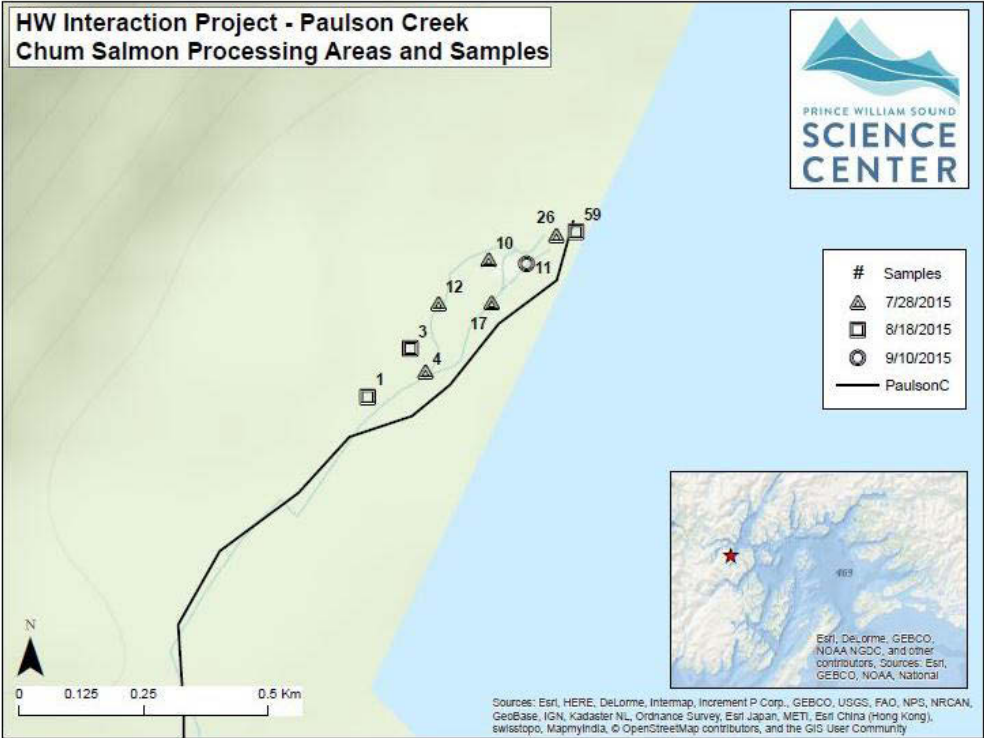 HW Interaction Project - Paulson Creek
Chum Salmon Processing Areas and Samples
PRINCE WILLIAM SOUND
SCIENCE
CENTER
26
59
10
11
12
17
3
4
1
# Samples
7/28/2015
8/18/2015
9/10/2015
PaulsonC
469
Esri, DeLorme, GEBCO,
NOAA NGDC, and other
contributors, Sources: Esri,
GEBCO, NOAA, National
N
0 0.125 0.25 0.5 Km
Sources: Esri, HERE, DeLorme, Intermap, increment P Corp., GEBCO, USGS, FAO, NPS, NRCAN,
GeoBase, IGN, Kadaster NL, Ordnance Survey, Esri Japan, METI, Esri China (Hong Kong),
swisstopo, MapmyIndia, © OpenStreetMap contributors, and the GIS User Community